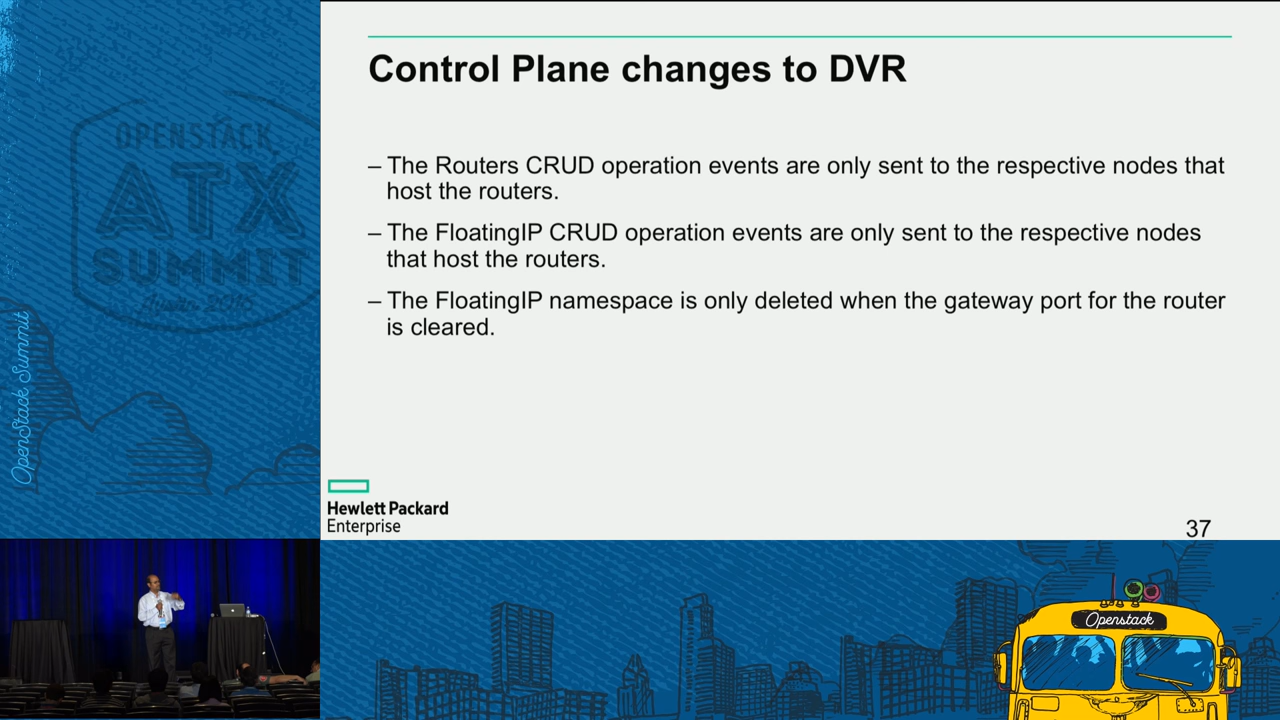 Control Plane changes to DVR
– The Routers CRUD operation events are only sent to the respective nodes that
host the routers.
– The FloatingIP CRUD operation events are only sent to the respective nodes
that host the routers.
– The FloatingIP namespace is only deleted when the gateway port for the router
is cleared.
Hewlett Packard
Enterprise
37
OPENSTACK
ATX
SUMMIT
Austin 2016
OpenStack Summit
Openstack